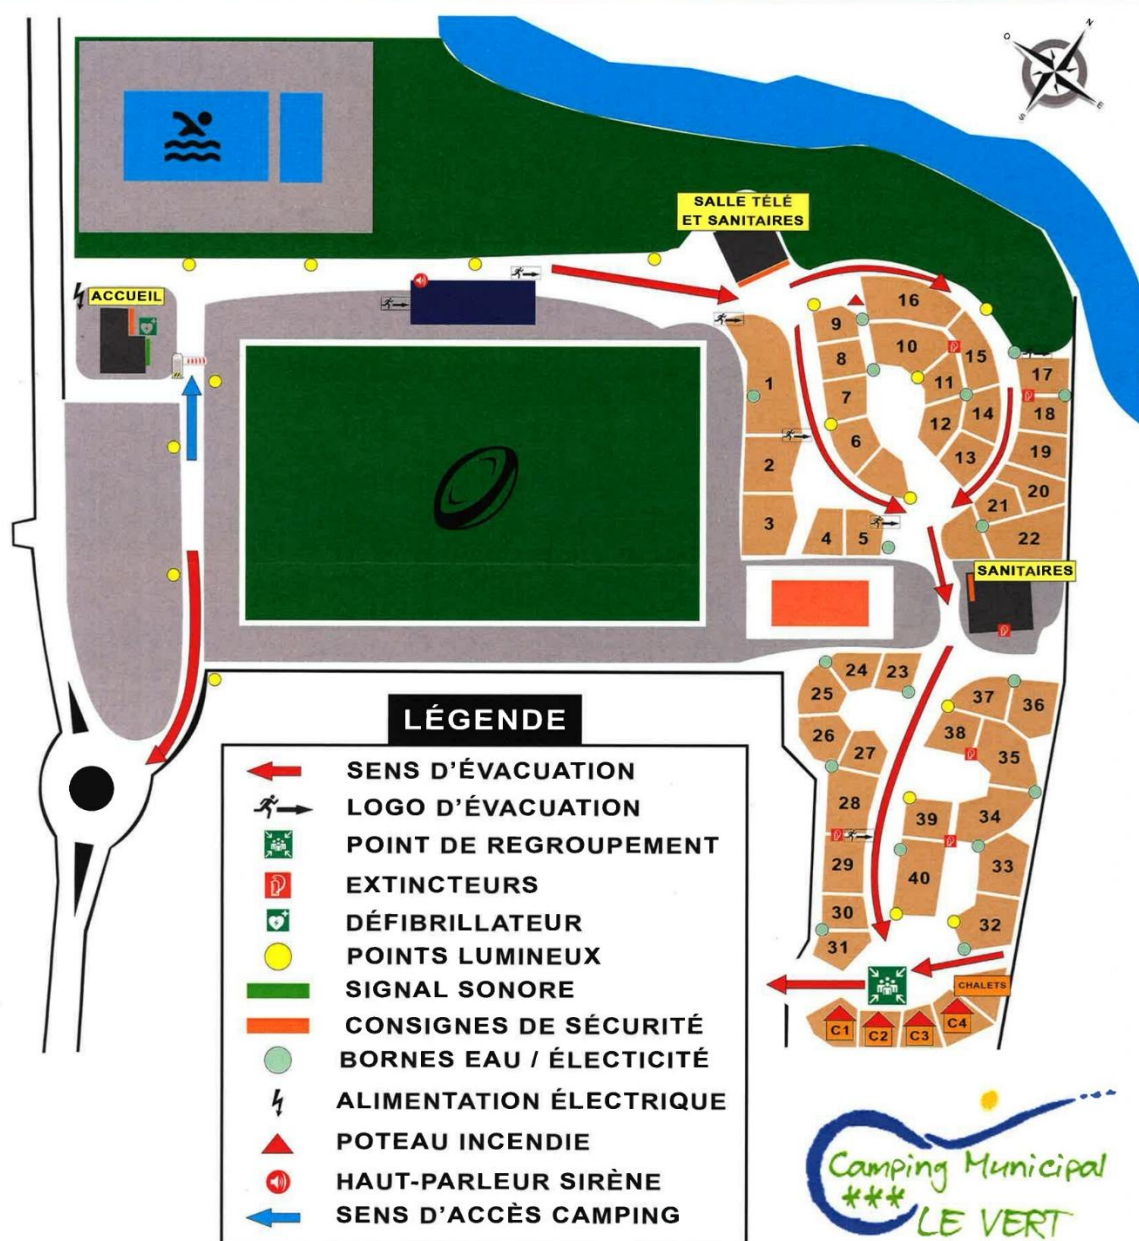 N
O
E
S
SALLE TÉLÉ
ET SANITAIRES
ACCUEIL
16
9
10
15
8
11
17
1
7
14
18
12
6
13
19
2
20
21
3
4
5
22
SANITAIRES
24
23
25
37
36
26
38
27
35
28
39
34
29
33
40
30
32
31
CHALETS
C1
C2
C3
C4
LÉGENDE
SENS D'ÉVACUATION
LOGO D'ÉVACUATION
POINT DE REGROUPEMENT
EXTINCTEURS
DÉFIBRILLATEUR
POINTS LUMINEUX
SIGNAL SONORE
CONSIGNES DE SÉCURITÉ
BORNES EAU / ÉLECTICITÉ
ALIMENTATION ÉLECTRIQUE
POTEAU INCENDIE
HAUT-PARLEUR SIRÈNE
SENS D'ACCÈS CAMPING
Camping Municipal
***
LE VERT